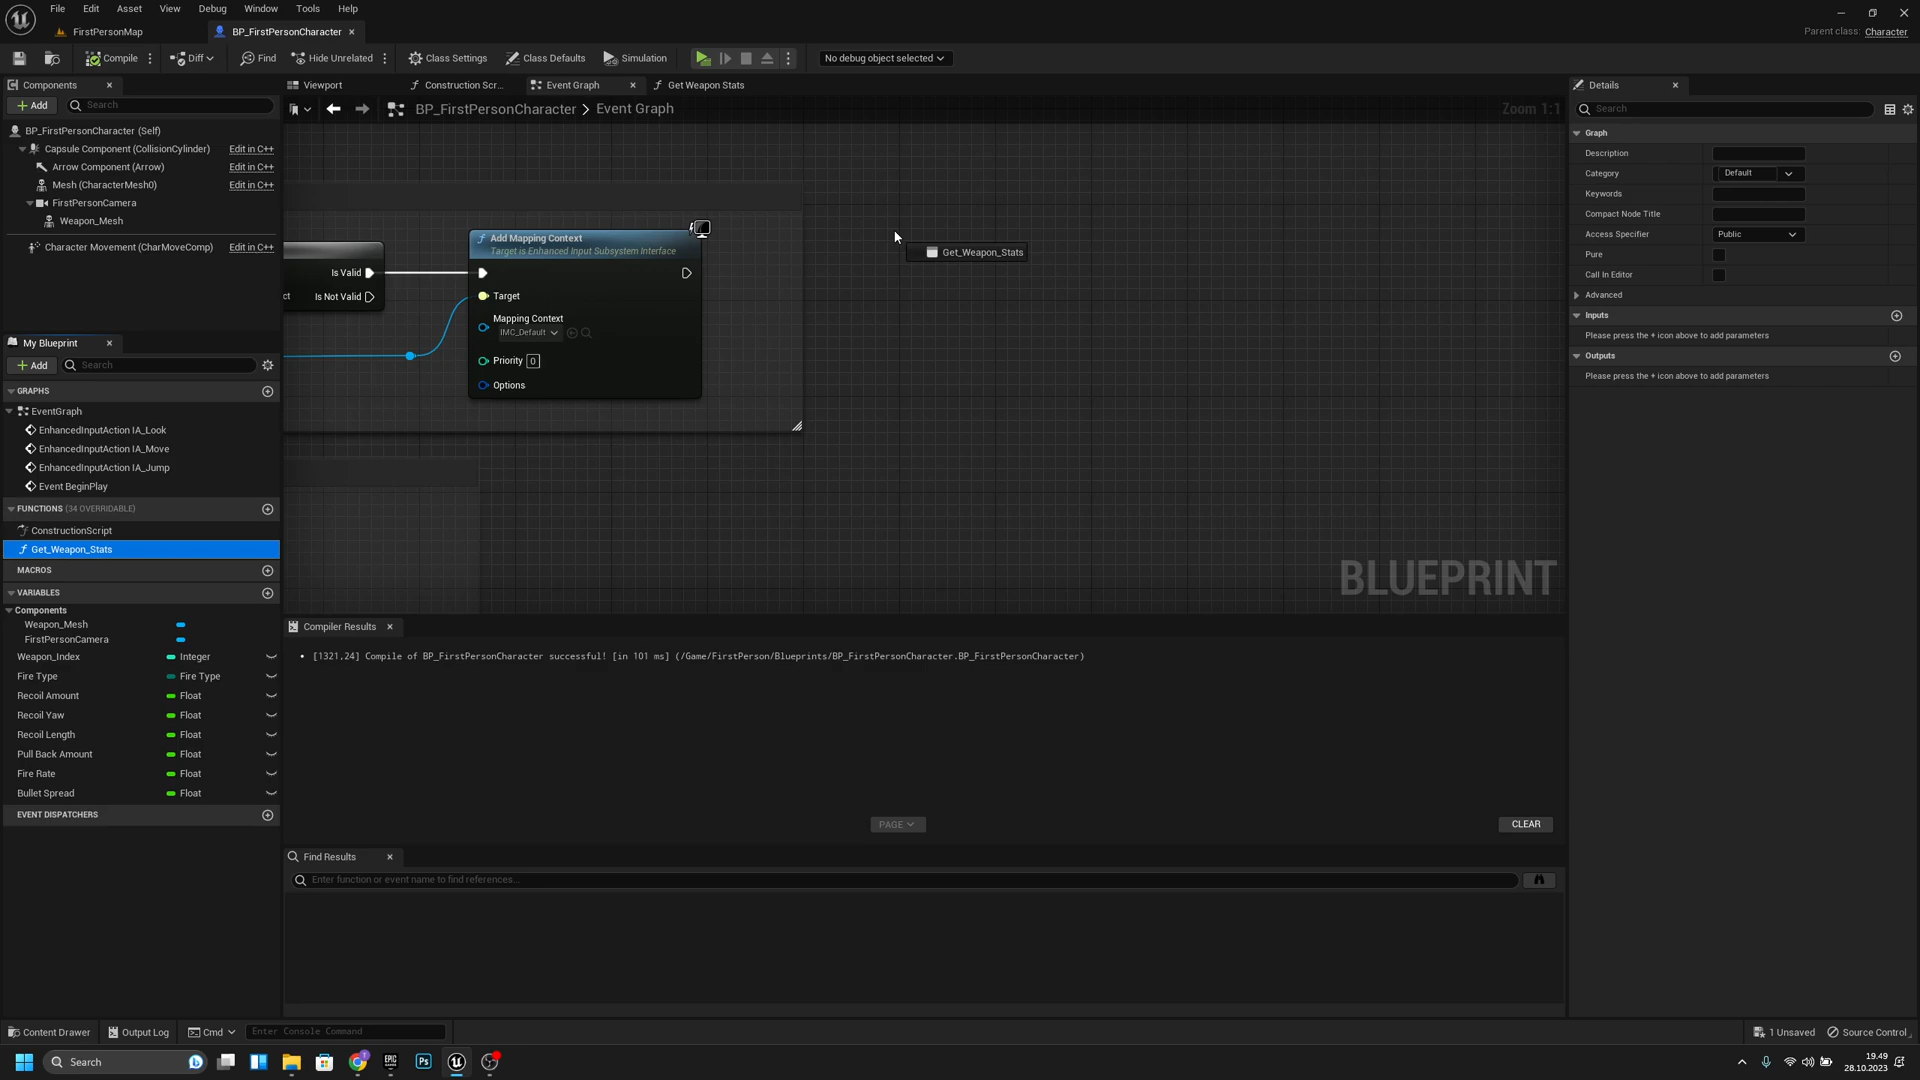 File Edit Asset View Debug Window Tools Help
FirstPersonMap
BP_FirstPersonCharacter
Parent class: Character
Compile
Diff
Find
Hide Unrelated
Class Settings
Class Defaults
Simulation
No debug object selected
Components
Add
Search
BP_FirstPersonCharacter (Self)
Capsule Component (CollisionCylinder) Edit in C++
Arrow Component (Arrow) Edit in C++
Mesh (CharacterMesh0) Edit in C++
FirstPersonCamera
Weapon_Mesh
Character Movement (CharMoveComp) Edit in C++
My Blueprint
Add
Search
GRAPHS
EventGraph
EnhancedInputAction IA_Look
EnhancedInputAction IA_Move
EnhancedInputAction IA_Jump
Event BeginPlay
FUNCTIONS (34 OVERRIDABLE)
ConstructionScript
Get_Weapon_Stats
MACROS
VARIABLES
Components
Weapon_Mesh
FirstPersonCamera
Weapon_Index Integer
Fire Type Fire Type
Recoil Amount Float
Recoil Yaw Float
Recoil Length Float
Pull Back Amount Float
Fire Rate Float
Bullet Spread Float
EVENT DISPATCHERS
Viewport
Construction Scr...
Event Graph
Get Weapon Stats
BP_FirstPersonCharacter > Event Graph
Zoom 1:1
Is Valid
ct Is Not Valid
Add Mapping Context
Target is Enhanced Input Subsystem Interface
Target
Mapping Context
IMC_Default
Priority 0
Options
Get_Weapon_Stats
BLUEPRINT
Compiler Results
[1321,24] Compile of BP_FirstPersonCharacter successful! [in 101 ms] (/Game/FirstPerson/Blueprints/BP_FirstPersonCharacter.BP_FirstPersonCharacter)
PAGE
CLEAR
Find Results
Enter function or event name to find references...
Details
Search
Graph
Description
Category Default
Keywords
Compact Node Title
Access Specifier Public
Pure
Call In Editor
Advanced
Inputs
Please press the + icon above to add parameters
Outputs
Please press the + icon above to add parameters
Content Drawer
Output Log
Cmd
Enter Console Command
1 Unsaved
Source Control
Search
EPIC
Ps
19.49
28.10.2023